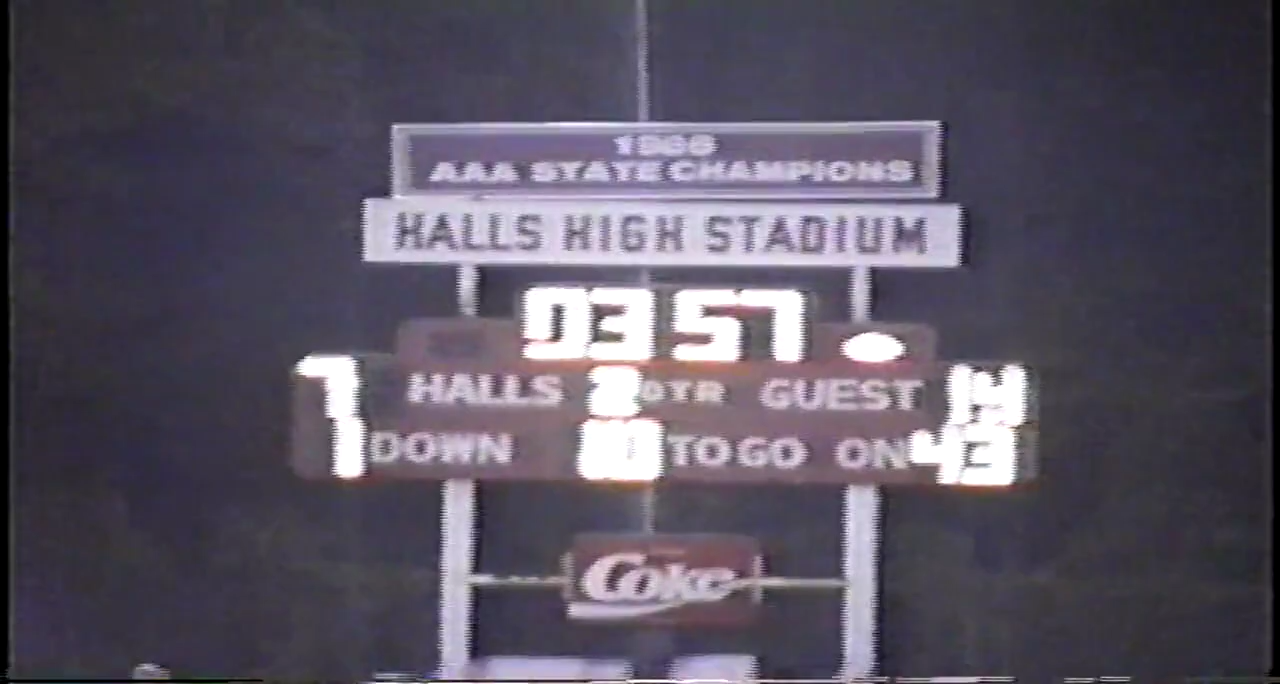 1986
AAA STATE CHAMPIONS
HALLS HIGH STADIUM
03 57
7 HALLS 2 QTR GUEST 14
1 DOWN 10 TO GO ON 43
Coke